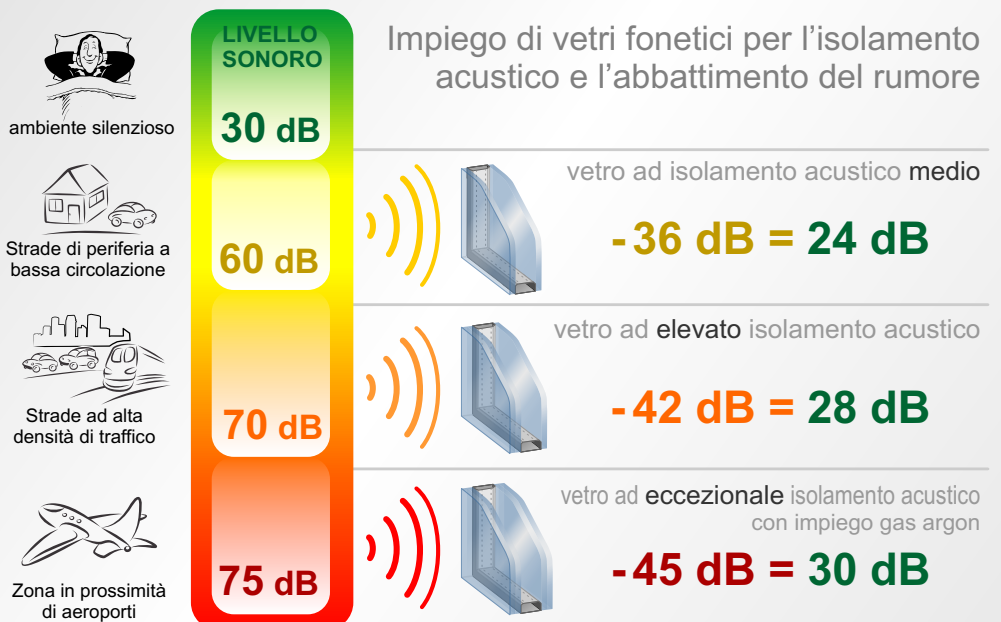 LIVELLO
SONORO
Impiego di vetri fonetici per l'isolamento
acustico e l'abbattimento del rumore
30 dB
ambiente silenzioso
vetro ad isolamento acustico medio
Strade di periferia a
bassa circolazione
60 dB
-36 dB = 24 dB
vetro ad elevato isolamento acustico
Strade ad alta
densità di traffico
70 dB
-42 dB = 28 dB
vetro ad eccezionale isolamento acustico
con impiego gas argon
Zona in prossimità
di aeroporti
75 dB
-45 dB = 30 dB